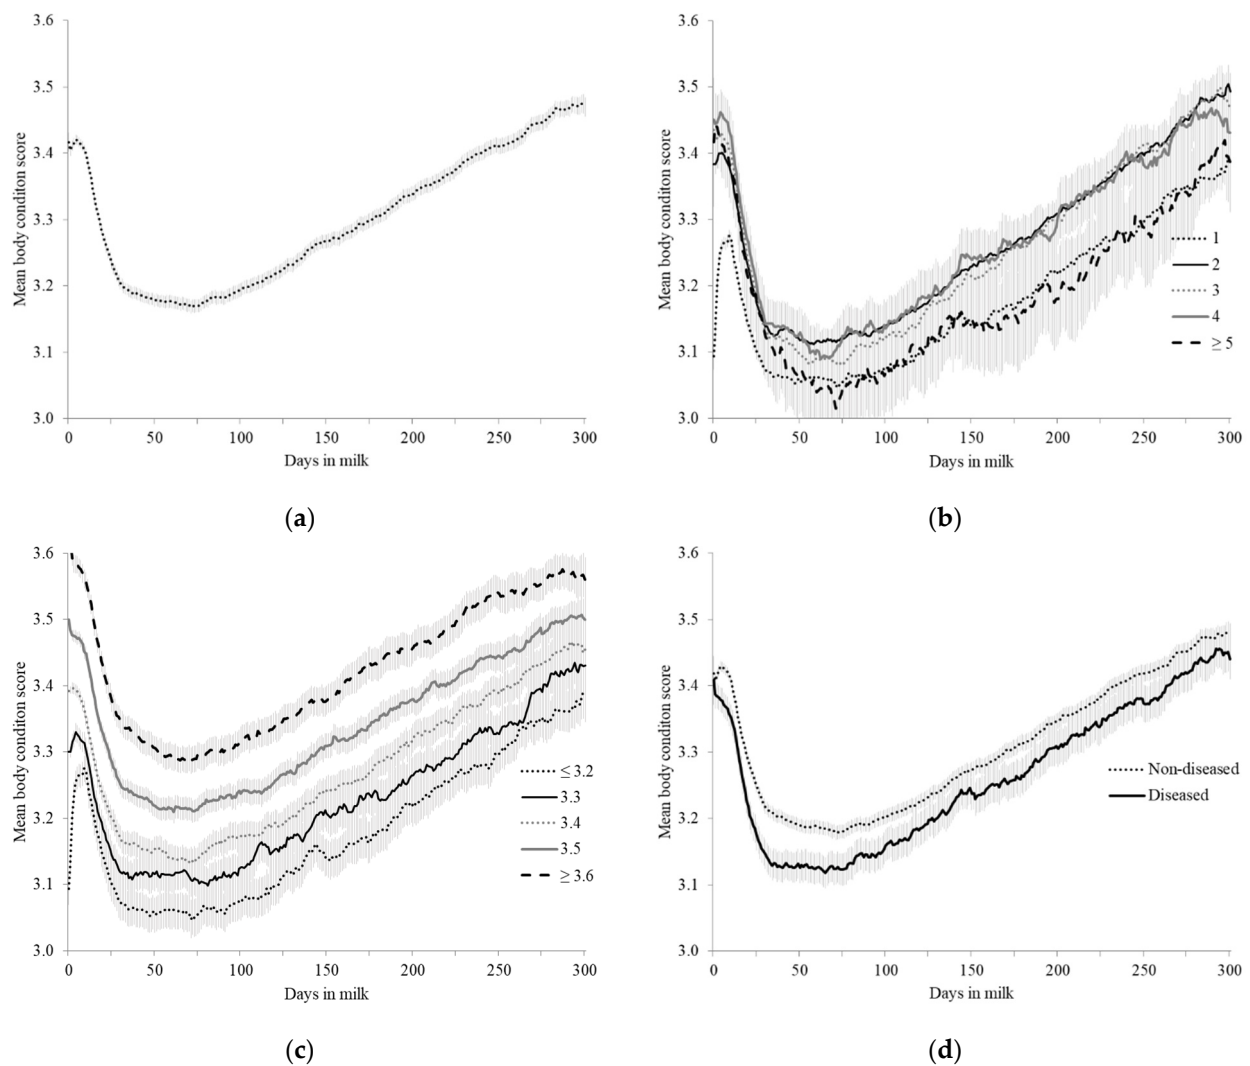 3.6
3.5
3.4
3.3
3.2
3.1
3.0
Mean body conditon score
0 50 100 150 200 250 300
Days in milk
(a)
3.6
3.5
3.4
3.3
3.2
3.1
3.0
Mean body conditon score
1
2
3
4
≥ 5
0 50 100 150 200 250 300
Days in milk
(b)
3.6
3.5
3.4
3.3
3.2
3.1
3.0
Mean body conditon score
≤ 3.2
3.3
3.4
3.5
≥ 3.6
0 50 100 150 200 250 300
Days in milk
(c)
3.6
3.5
3.4
3.3
3.2
3.1
3.0
Mean body conditon score
Non-diseased
Diseased
0 50 100 150 200 250 300
Days in milk
(d)